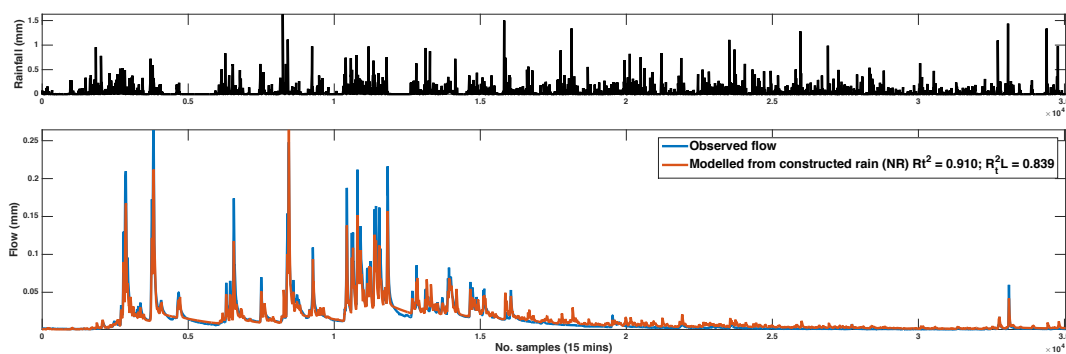 Rainfall (mm)
1.5
1
0.5
0
0 0.5 1 1.5 2 2.5 3 3.5
×10⁴
Flow (mm)
0.25
0.2
0.15
0.1
0.05
Observed flow
Modelled from constructed rain (NR) Rt² = 0.910; R²ₜL = 0.839
0 0.5 1 1.5 2 2.5 3 3.
×10⁴
No. samples (15 mins)